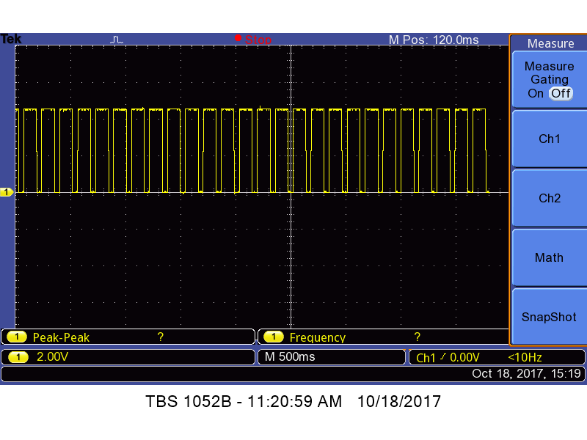 Tek Stop M Pos: 120.0ms Measure
Measure
Gating
On Off
Ch1
1
Ch2
Math
SnapShot
1 Peak-Peak ? 1 Frequency ?
1 2.00V M 500ms Ch1 / 0.00V <10Hz
Oct 18, 2017, 15:19
TBS 1052B - 11:20:59 AM 10/18/2017